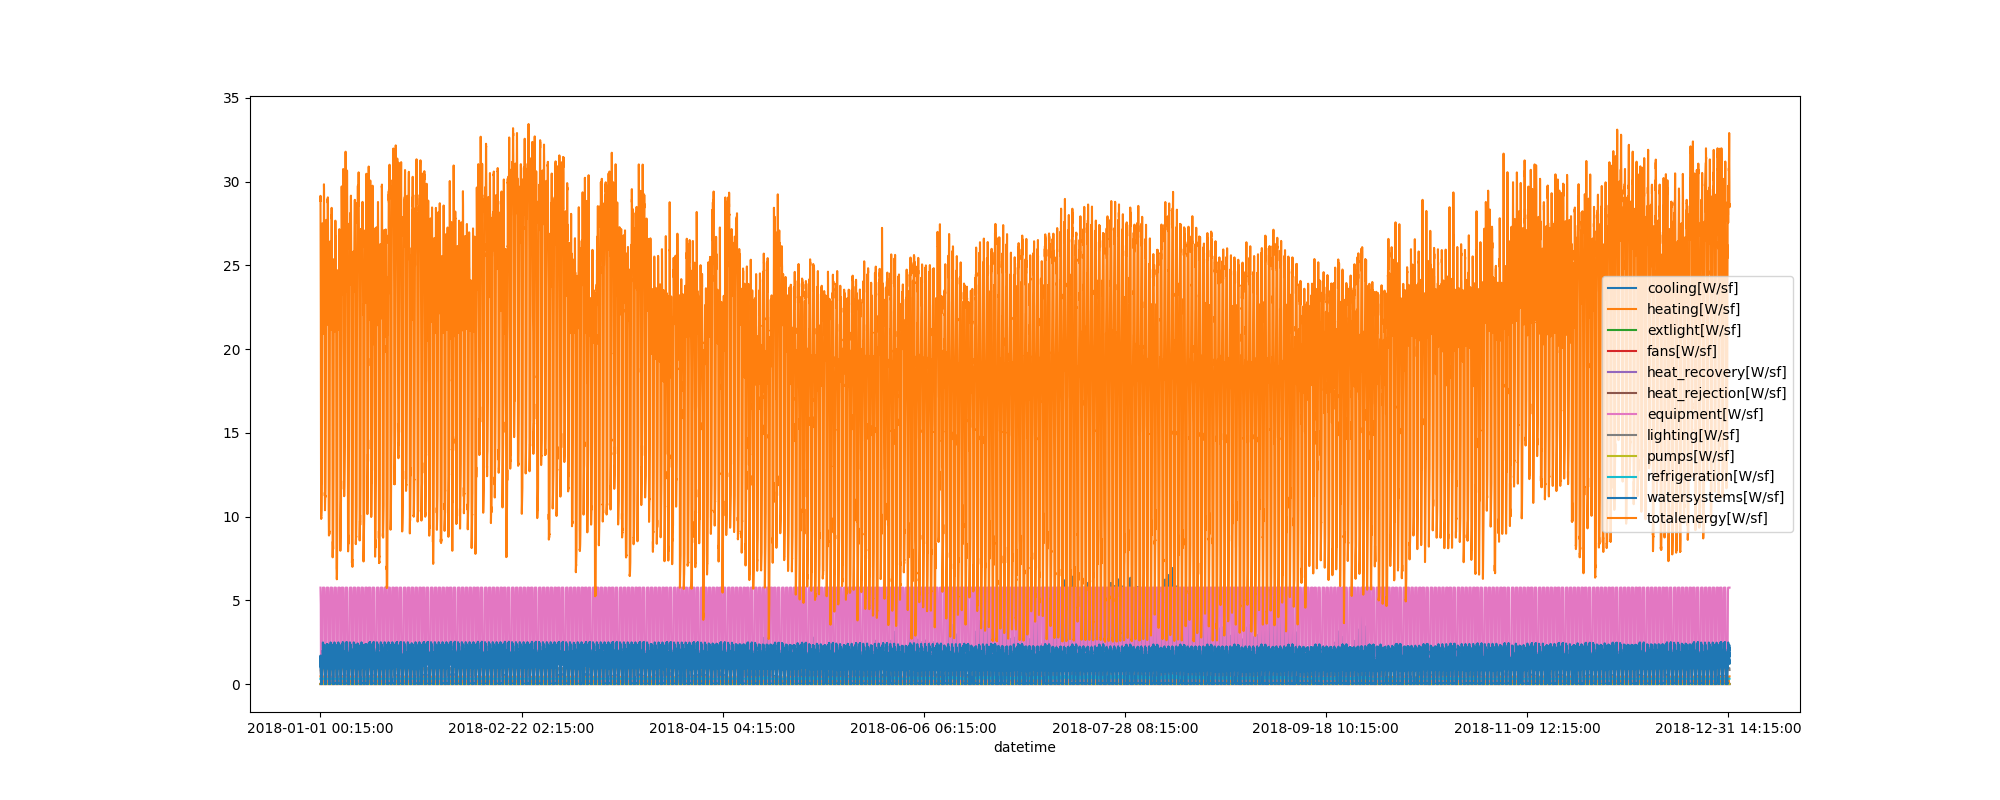 35
30
25
20
15
10
5
0
cooling[W/sf]
heating[W/sf]
extlight[W/sf]
fans[W/sf]
heat_recovery[W/sf]
heat_rejection[W/sf]
equipment[W/sf]
lighting[W/sf]
pumps[W/sf]
refrigeration[W/sf]
watersystems[W/sf]
totalenergy[W/sf]
2018-01-01 00:15:00 2018-02-22 02:15:00 2018-04-15 04:15:00 2018-06-06 06:15:00 2018-07-28 08:15:00 2018-09-18 10:15:00 2018-11-09 12:15:00 2018-12-31 14:15:00
datetime